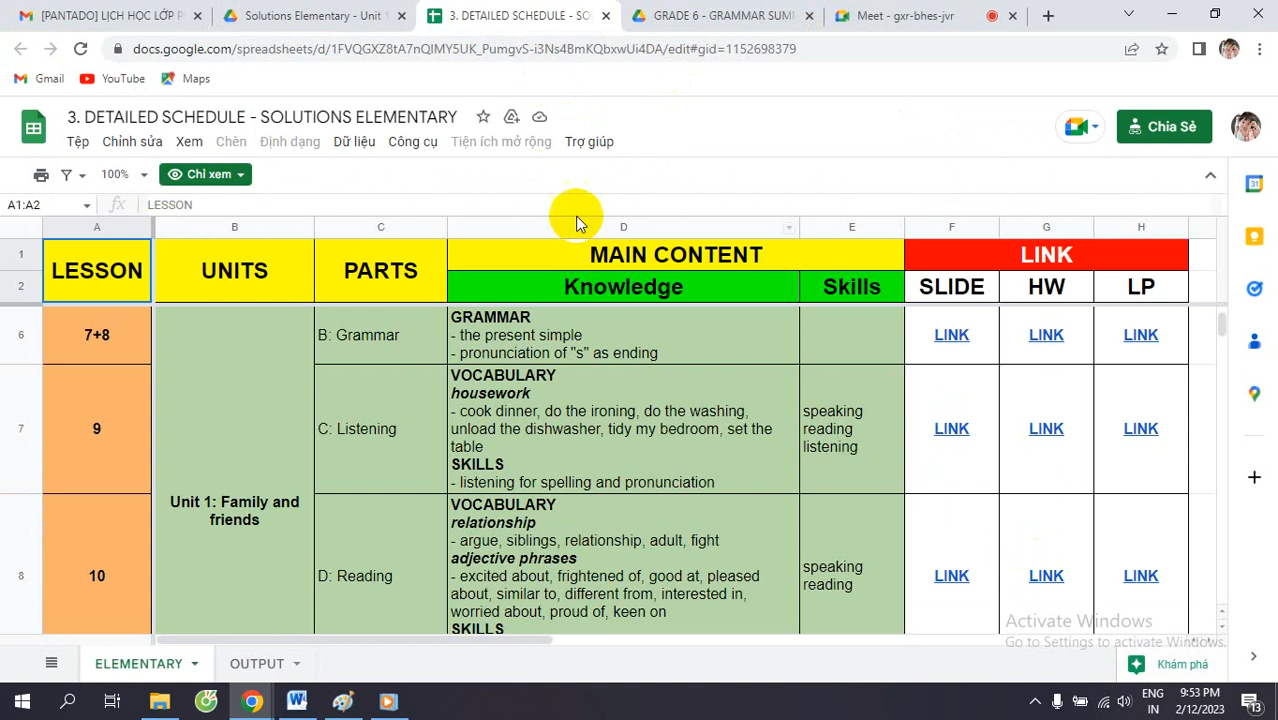 [PANTADO] LỊCH HỌC LỚP P
Solutions Elementary - Unit 1
3. DETAILED SCHEDULE - SO
GRADE 6 - GRAMMAR SUM
Meet - gxr-bhes-jvr
docs.google.com/spreadsheets/d/1FVQGXZ8tA7nQIMY5UK_PumgvS-i3Ns4BmKQbxwUi4DA/edit#gid=1152698379
Gmail
YouTube
Maps
3. DETAILED SCHEDULE - SOLUTIONS ELEMENTARY
Tệp
Chỉnh sửa
Xem
Chèn
Định dạng
Dữ liệu
Công cụ
Tiện ích mở rộng
Trợ giúp
Chia Sẻ
100%
Chỉ xem
A1:A2
fx
LESSON
A
B
C
D
E
F
G
H
1
LESSON
UNITS
PARTS
MAIN CONTENT
LINK
2
Knowledge
Skills
SLIDE
HW
LP
6
7+8
B: Grammar
GRAMMAR
- the present simple
- pronunciation of "s" as ending
LINK
LINK
LINK
7
9
C: Listening
VOCABULARY
housework
- cook dinner, do the ironing, do the washing,
unload the dishwasher, tidy my bedroom, set the
table
SKILLS
- listening for spelling and pronunciation
speaking
reading
listening
LINK
LINK
LINK
Unit 1: Family and
friends
8
10
D: Reading
VOCABULARY
relationship
- argue, siblings, relationship, adult, fight
adjective phrases
- excited about, frightened of, good at, pleased
about, similar to, different from, interested in,
worried about, proud of, keen on
SKILLS
speaking
reading
LINK
LINK
LINK
Activate Windows
Go to Settings to activate Windows.
ELEMENTARY
OUTPUT
Khám phá
ENG
IN
9:53 PM
2/12/2023
13